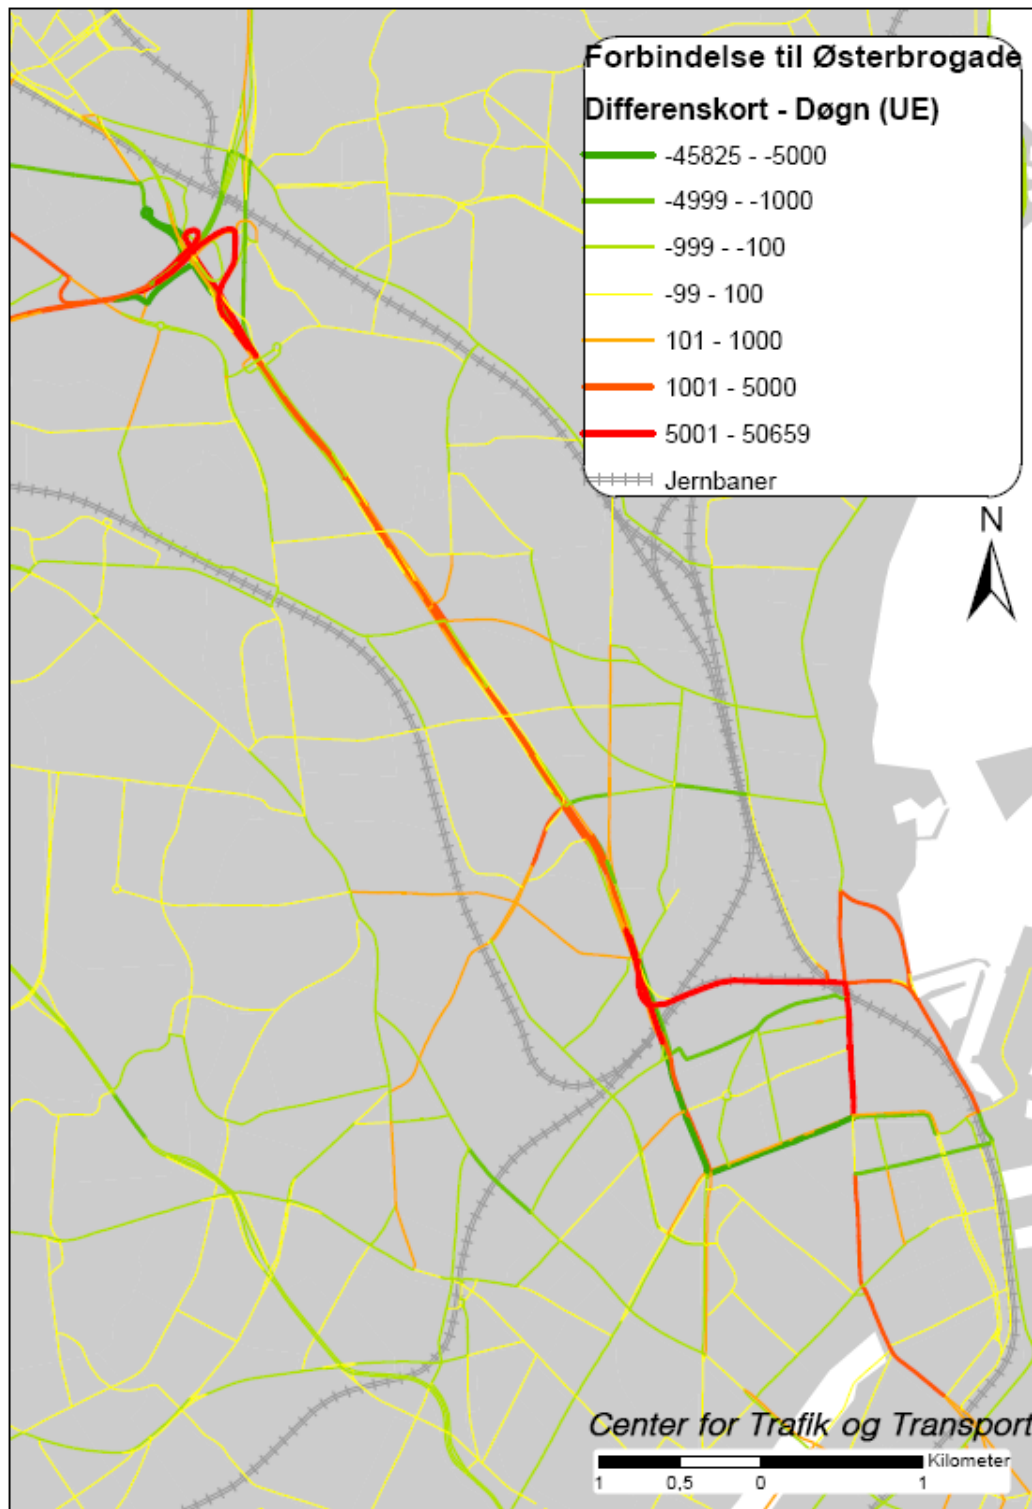 Forbindelse til Østerbrogade
Differenskort - Døgn (UE)
-45825 - -5000
-4999 - -1000
-999 - -100
-99 - 100
101 - 1000
1001 - 5000
5001 - 50659
Jernbaner
N
Center for Trafik og Transport
Kilometer
1 0,5 0 1